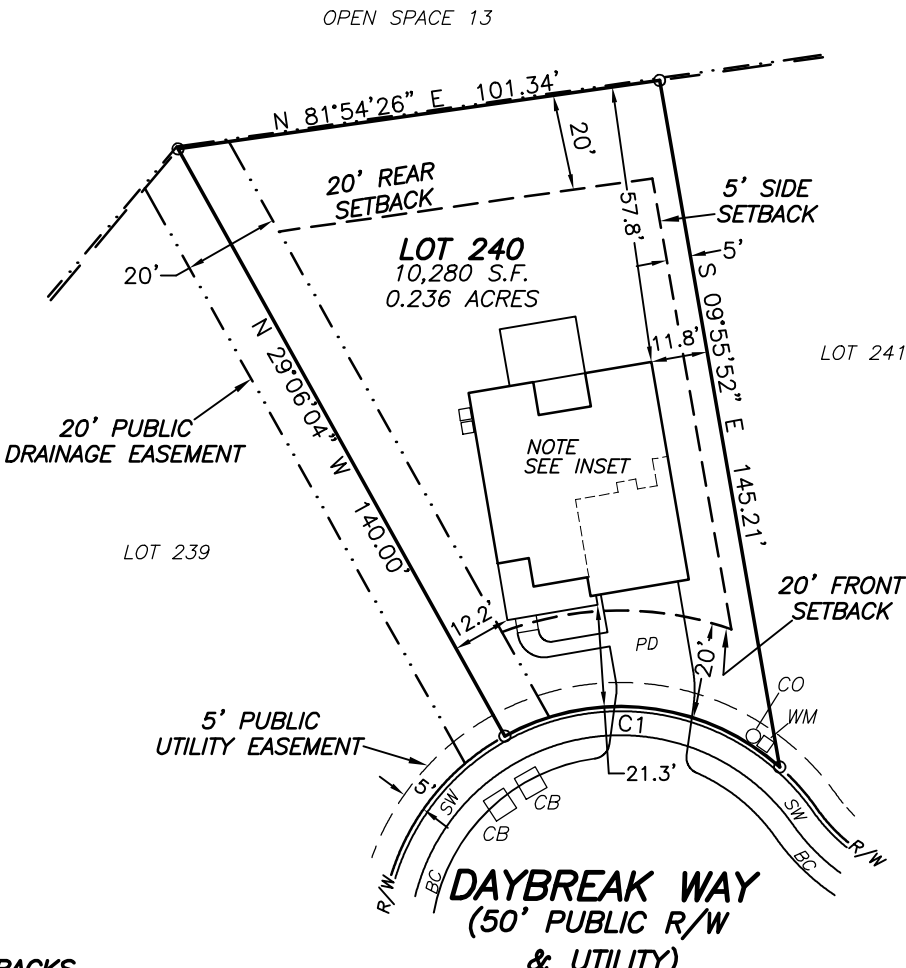 OPEN SPACE 13
N 81°54'26" E 101.34'
20'
20' REAR
SETBACK
57.8'
5' SIDE
SETBACK
LOT 240
10,280 S.F.
0.236 ACRES
20'
5'
S 09°55'52" E 145.21'
11.8'
LOT 241
N 29°06'04" W 140.00'
20' PUBLIC
DRAINAGE EASEMENT
NOTE
SEE INSET
LOT 239
20' FRONT
SETBACK
12.2'
PD
20'
CO
WM
5' PUBLIC
UTILITY EASEMENT
C1
21.3'
5'
SW
CB
CB
SW
BC
BC
R/W
R/W
DAYBREAK WAY
(50' PUBLIC R/W
& UTILITY)
BACKS